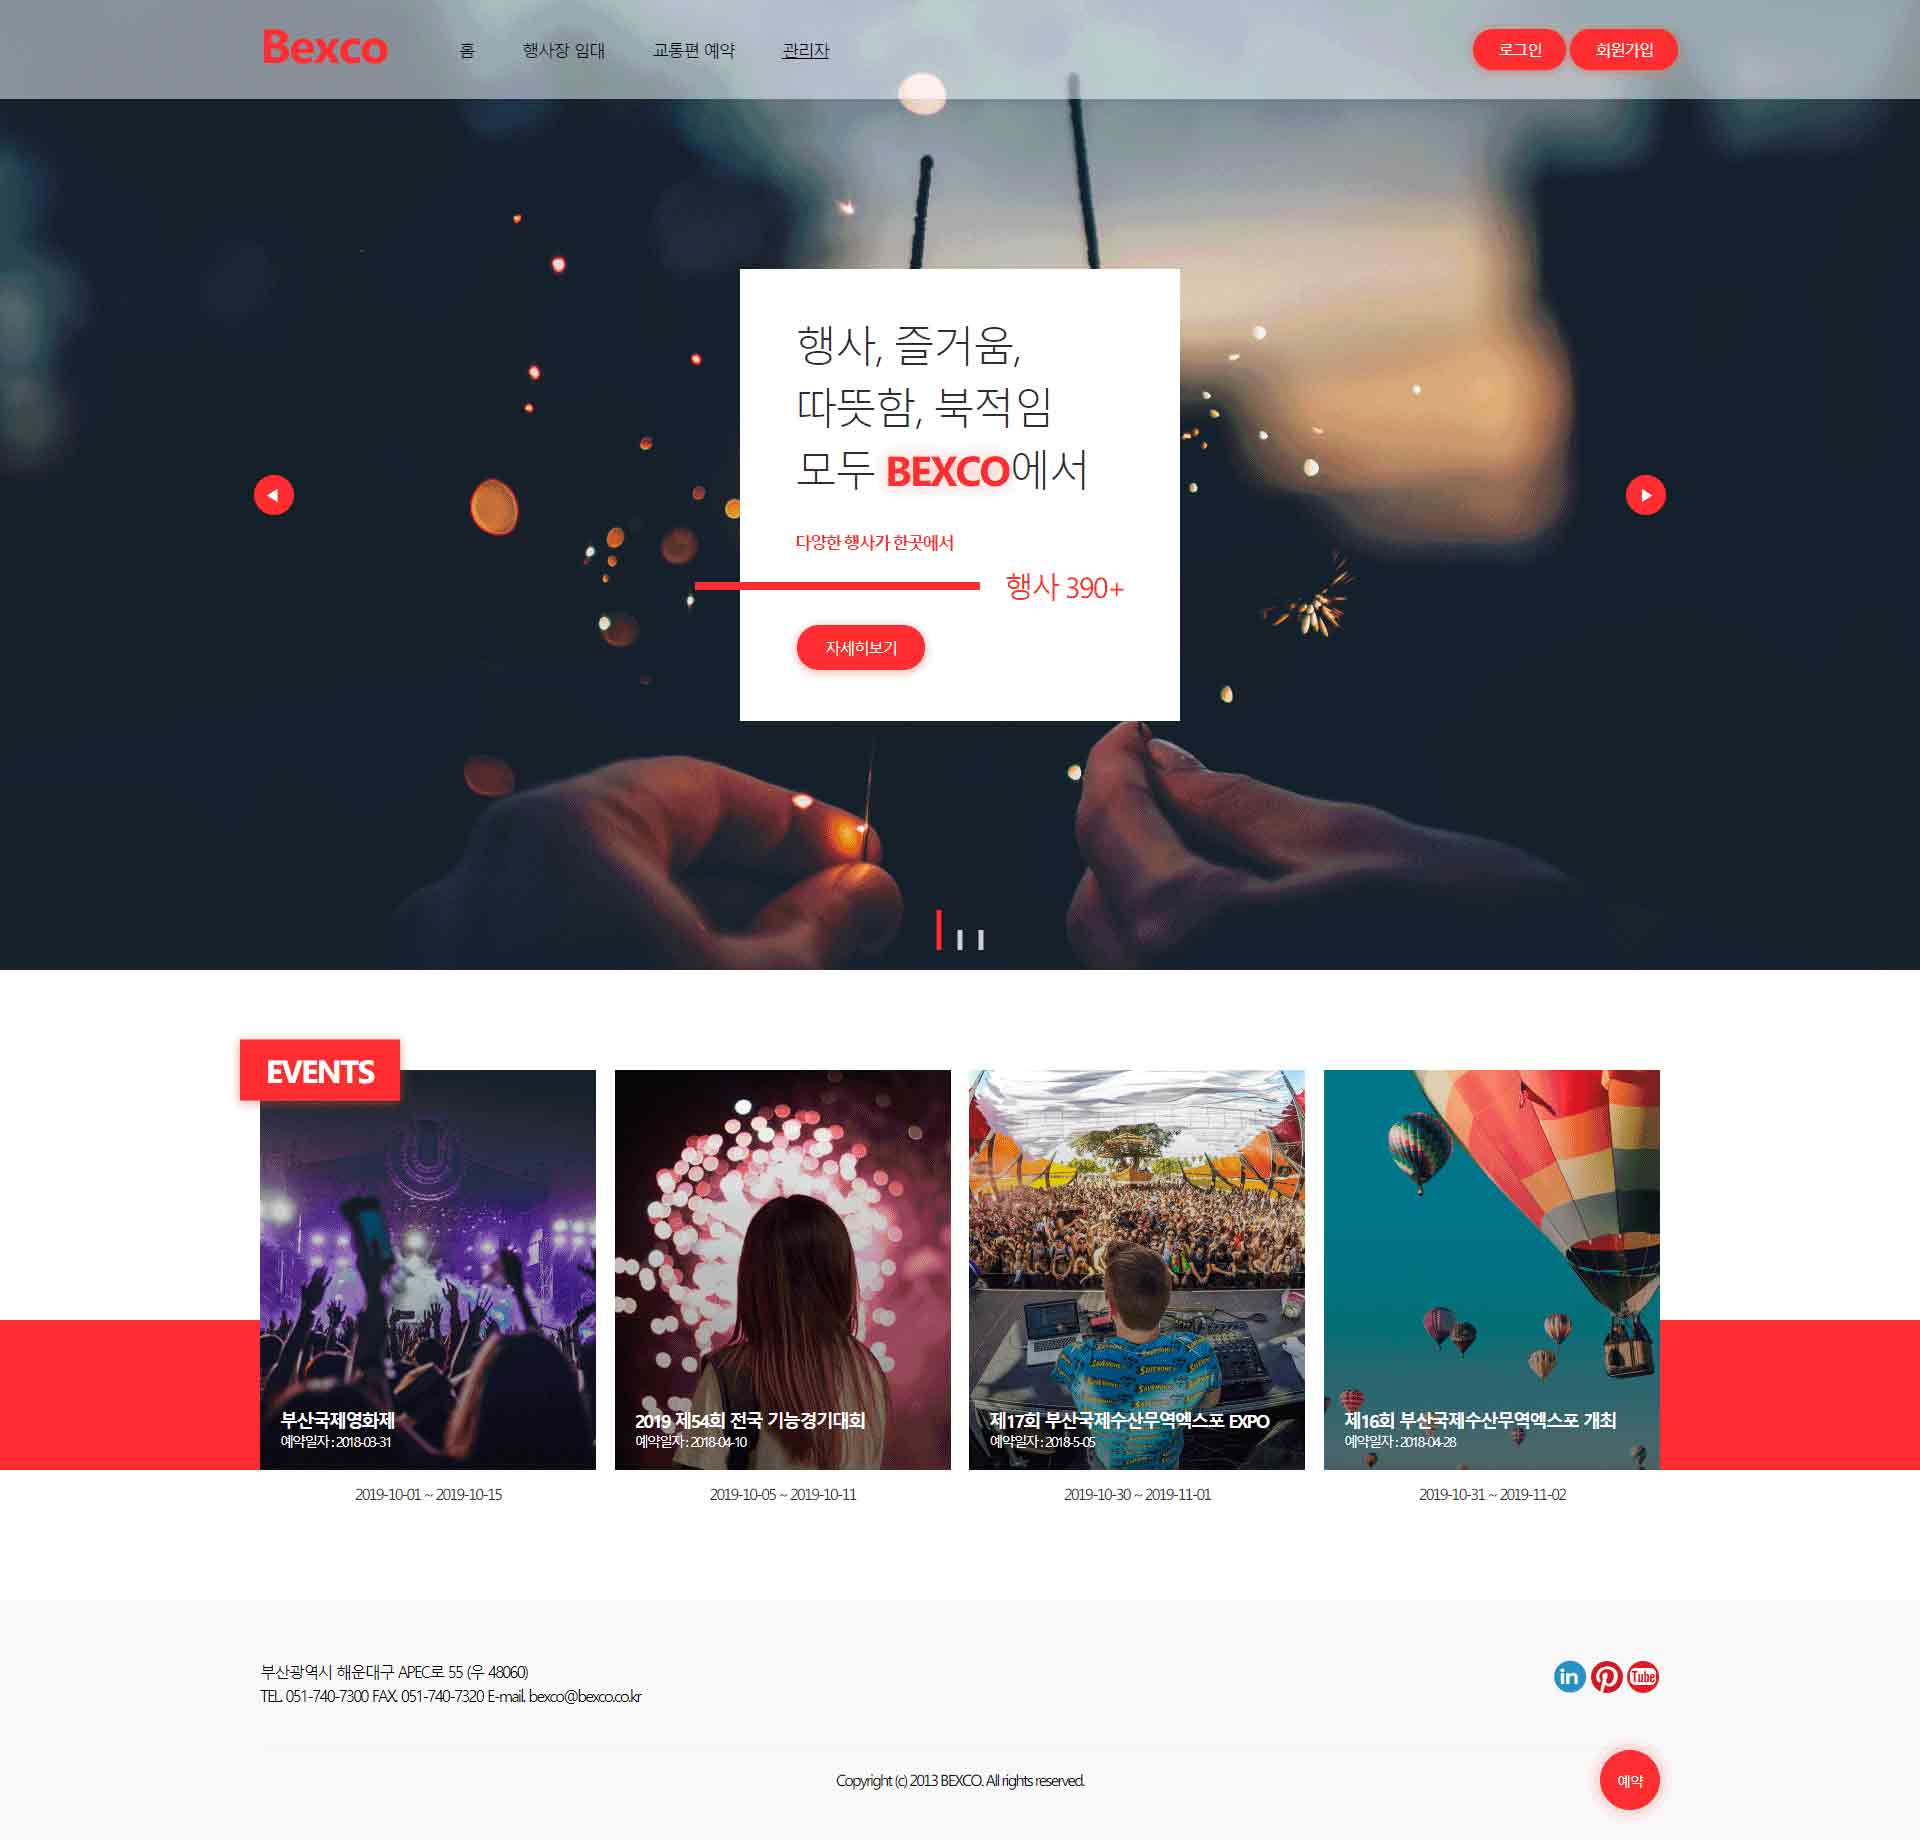 Bexco
홈
행사장 임대
교통편 예약
관리자
로그인
회원가입
행사, 즐거움,
따뜻함, 북적임
모두 BEXCO에서
다양한 행사가 한곳에서
행사 390+
자세히보기
EVENTS
부산국제영화제
예약일자 : 2018-03-31
2019-10-01 ~ 2019-10-15
2019 제54회 전국 기능경기대회
예약일자 : 2018-04-10
2019-10-05 ~ 2019-10-11
제17회 부산국제수산무역엑스포 EXPO
예약일자 : 2018-5-05
2019-10-30 ~ 2019-11-01
제16회 부산국제수산무역엑스포 개최
예약일자 : 2018-04-28
2019-10-31 ~ 2019-11-02
부산광역시 해운대구 APEC로 55 (우 48060)
TEL. 051-740-7300 FAX. 051-740-7320 E-mail. bexco@bexco.co.kr
in
Tube
Copyright (c) 2013 BEXCO. All rights reserved.
예약